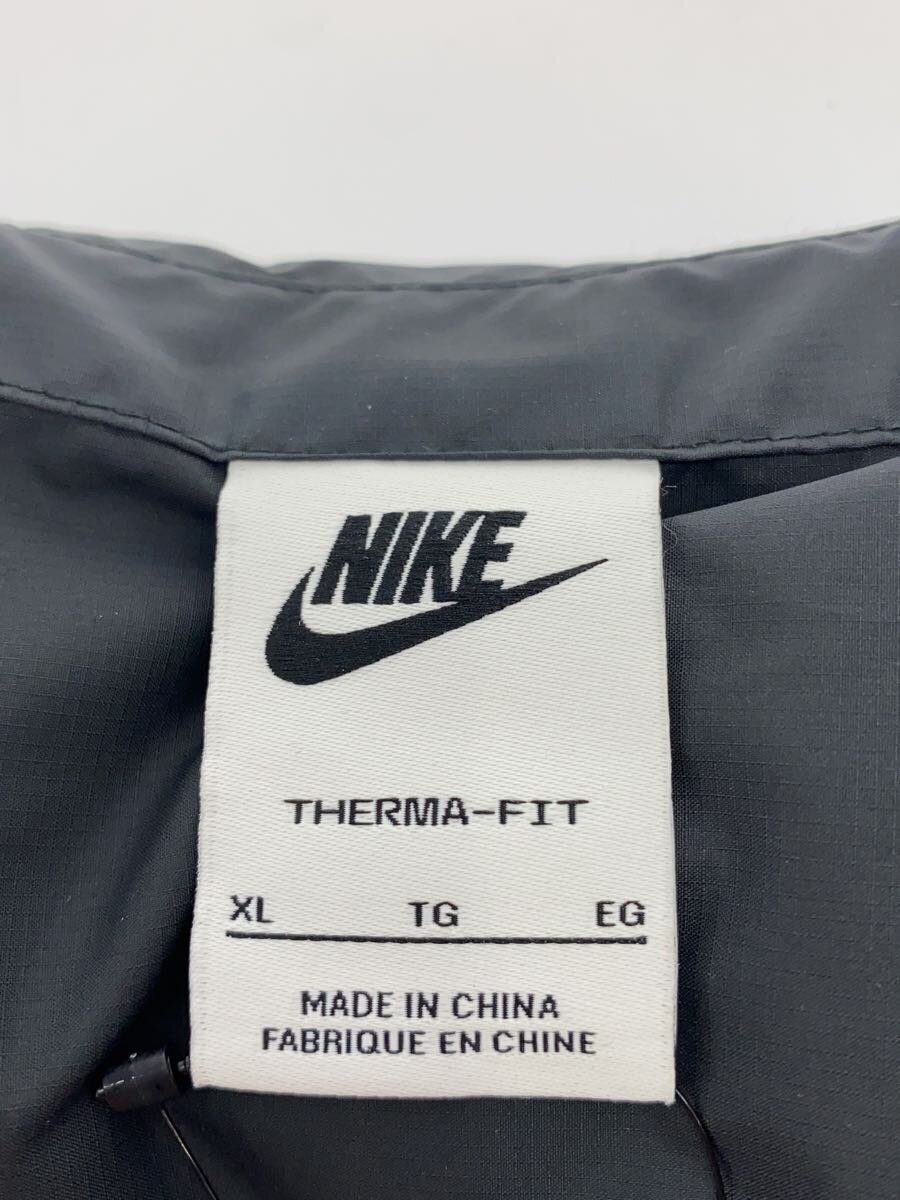 NIKE
THERMA-FIT
XL TG EG
MADE IN CHINA
FABRIQUE EN CHINE